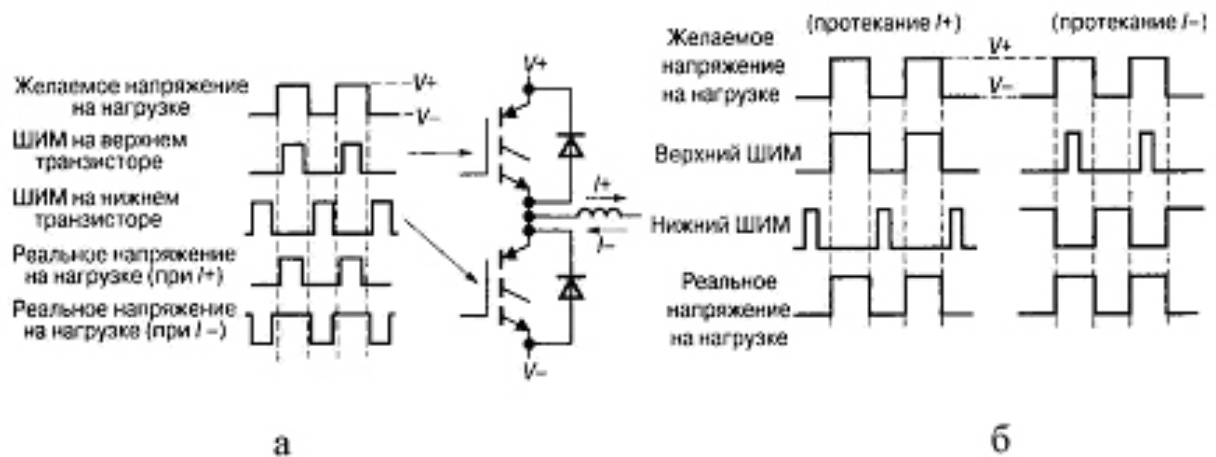 Желаемое напряжение
на нагрузке
V+
V–
ШИМ на верхнем
транзисторе
ШИМ на нижнем
транзисторе
Реальное напряжение
на нагрузке (при I+)
Реальное напряжение
на нагрузке (при I –)
V+
I+
I–
V–
а
(протекание I+)
(протекание I–)
Желаемое
напряжение
на нагрузке
V+
V–
Верхний ШИМ
Нижний ШИМ
Реальное
напряжение
на нагрузке
б